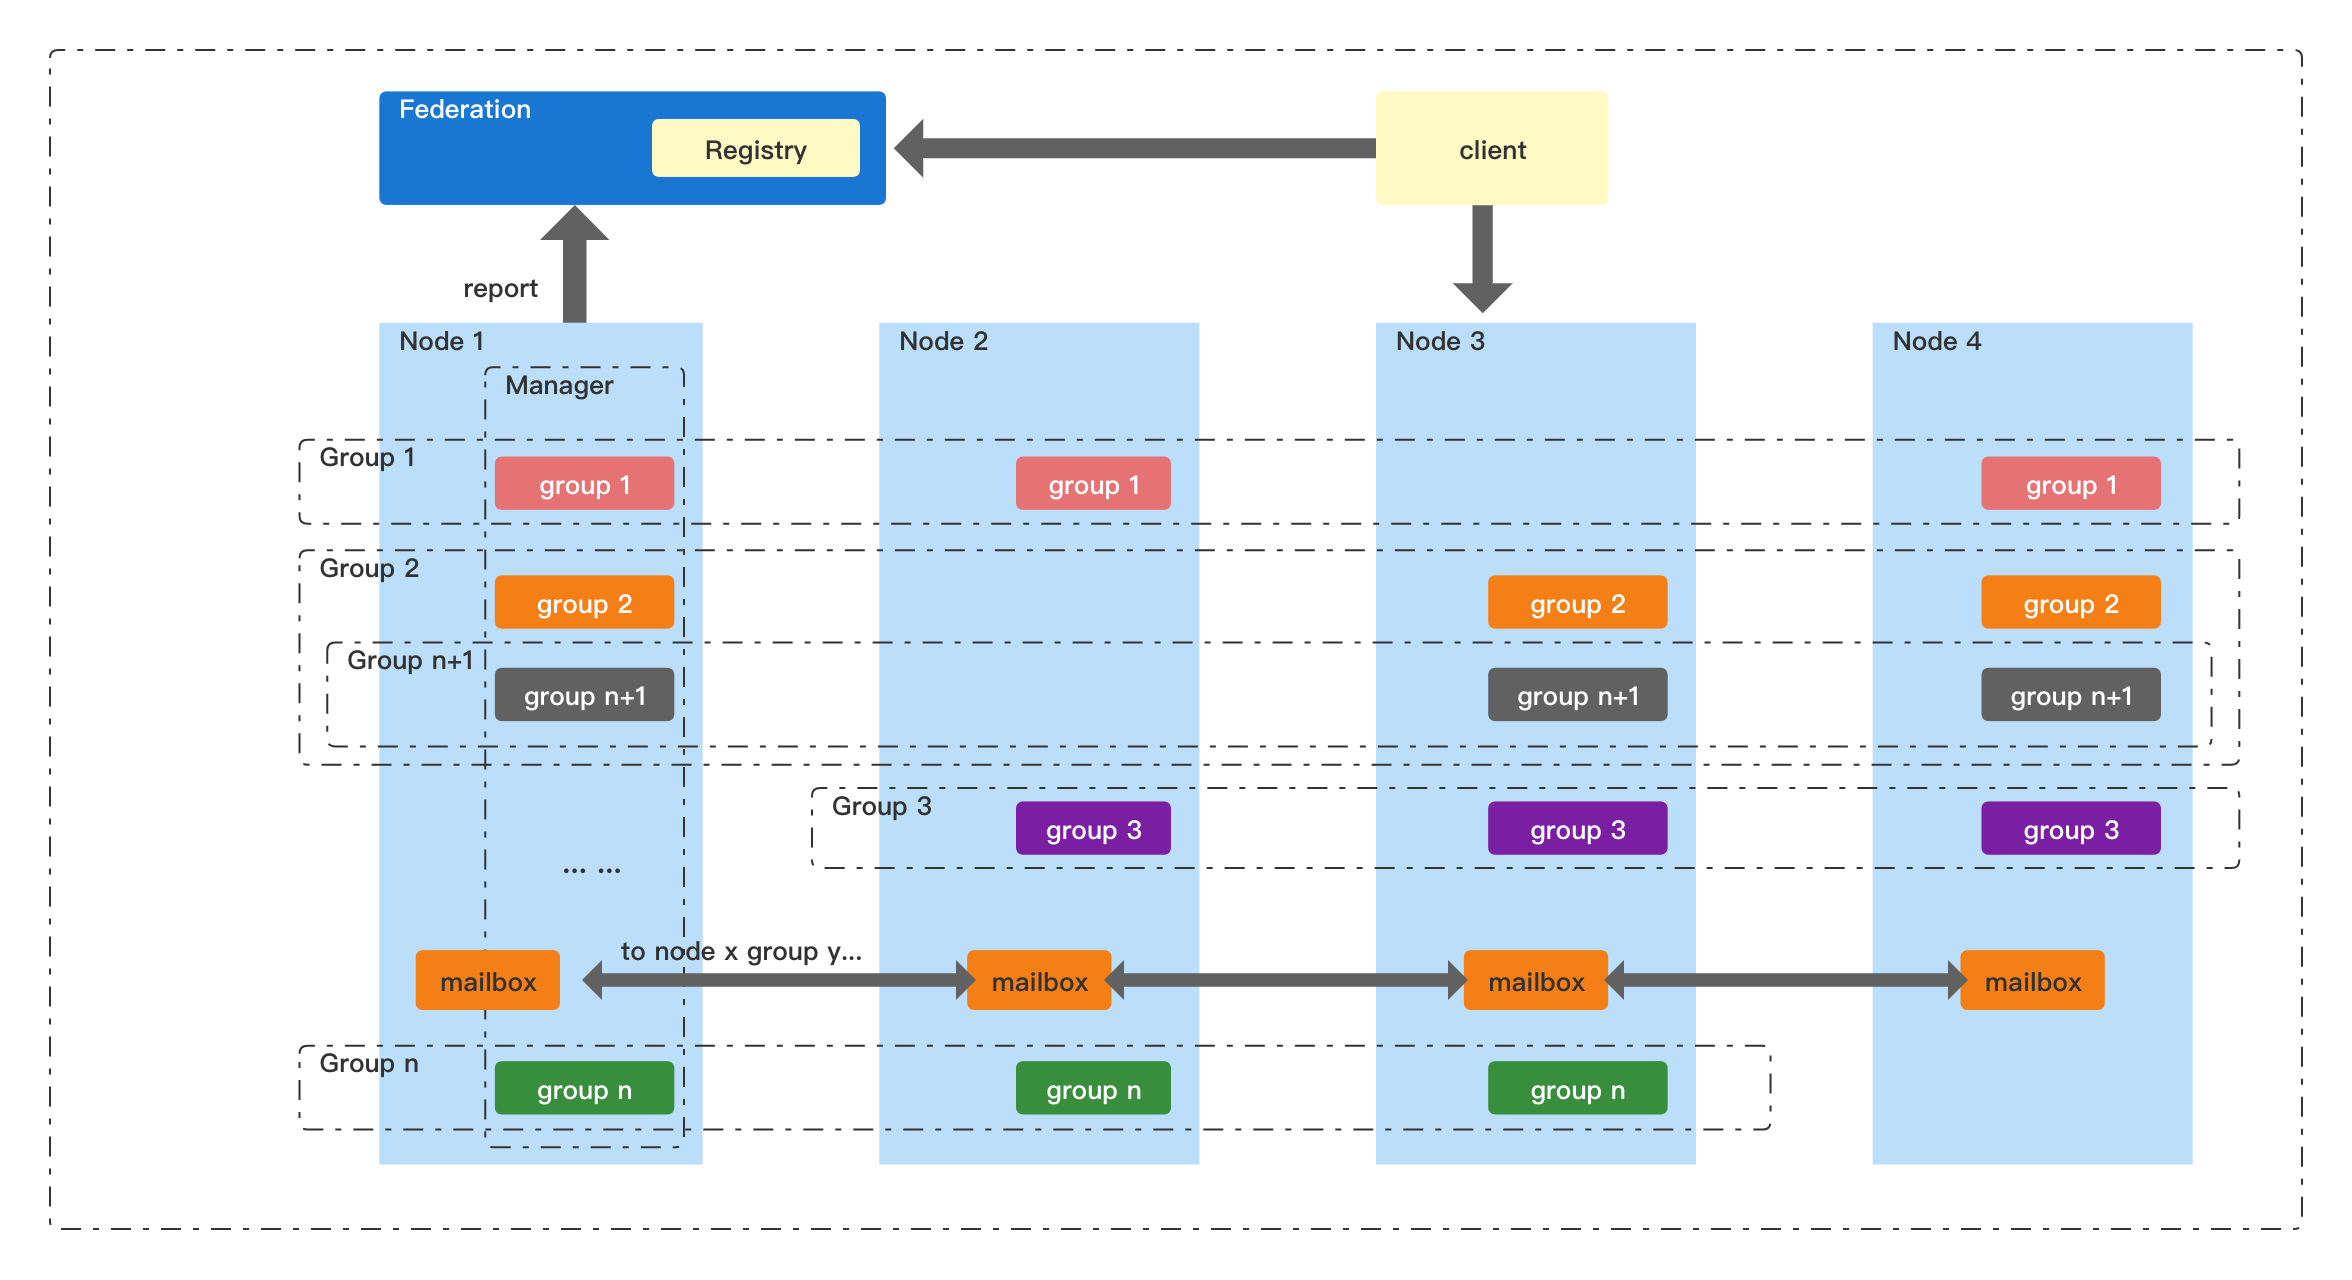 Federation
Registry
client
report
Node 1
Node 2
Node 3
Node 4
Manager
Group 1
group 1
group 1
group 1
Group 2
group 2
group 2
group 2
Group n+1
group n+1
group n+1
group n+1
Group 3
group 3
group 3
group 3
... ...
to node x group y...
mailbox
mailbox
mailbox
mailbox
Group n
group n
group n
group n